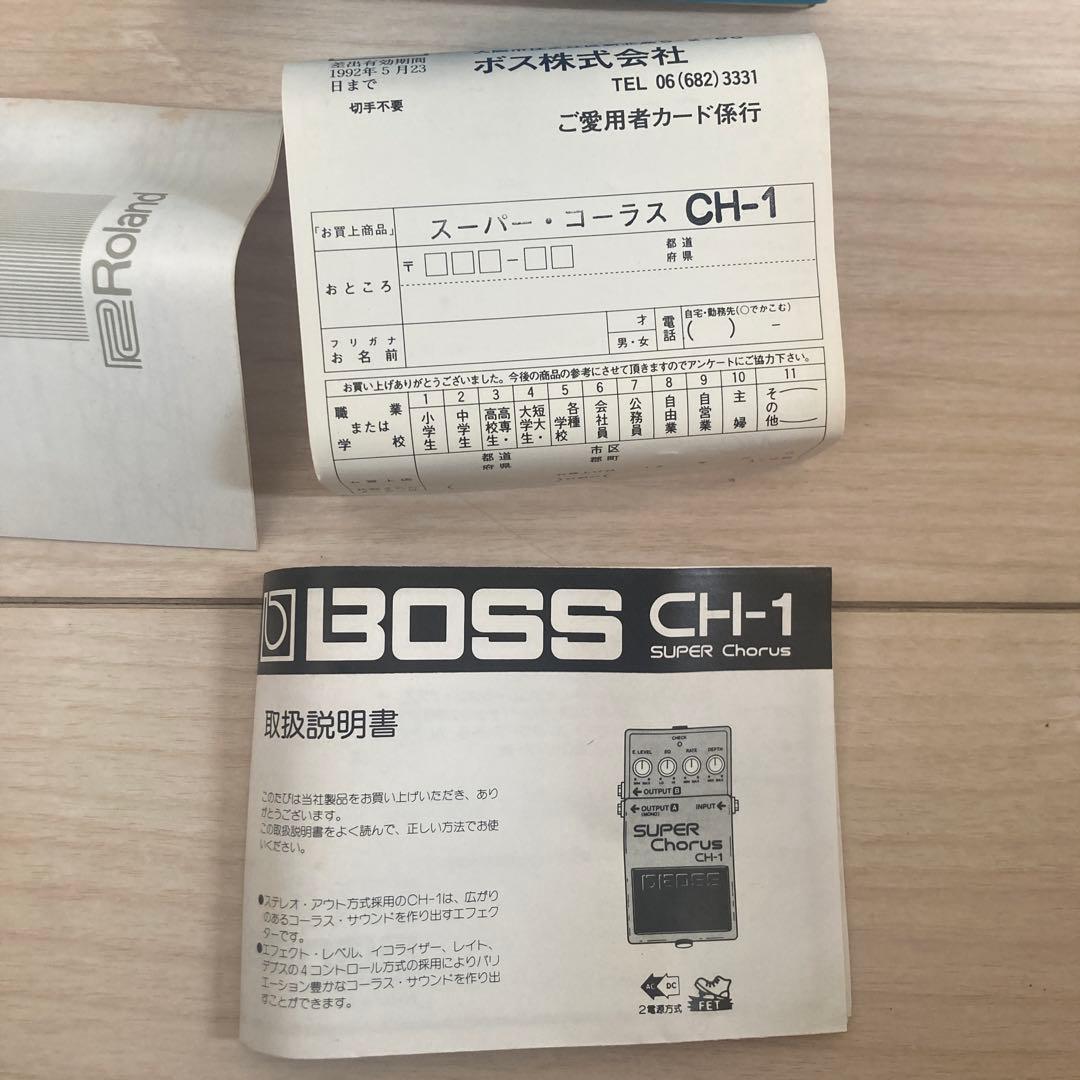 差出有効期間
1992年5月23
日まで
切手不要
ボス株式会社
TEL 06(682)3331
ご愛用者カード係行
「お買上商品」
スーパー・コーラス CH-1
おところ
〒
都道
府県
フリガナ
お名前
才
男・女
電話
自宅・勤務先(○でかこむ)
( ) -
お買い上げありがとうございました。今後の商品の参考にさせて頂きますのでアンケートにご協力下さい。
職業
または
学校
1 小学生
2 中学生
3 高校生・高専
4 大学生・短大
5 各種学校
6 会社員
7 公務員
8 自由業
9 自営業
10 主婦
11 その他
都道
府県
市区
郡町
Roland
BOSS CH-1
SUPER Chorus
取扱説明書
このたびは当社製品をお買い上げいただき、あり
がとうございます。
この取扱説明書をよく読んで、正しい方法でお使
いください。
●ステレオ・アウト方式採用のCH-1は、広がり
のあるコーラス・サウンドを作り出すエフェク
ターです。
●エフェクト・レベル、イコライザー、レイト、
デプスの4コントロール方式の採用によりバリ
エーション豊かなコーラス・サウンドを作り出
すことができます。
CHECK
E.LEVEL EQ RATE DEPTH
MIN MAX LO HI MIN MAX MIN MAX
OUTPUT B
OUTPUT A
(MONO)
INPUT
SUPER
Chorus
CH-1
BOSS
AC DC
2電源方式
FET